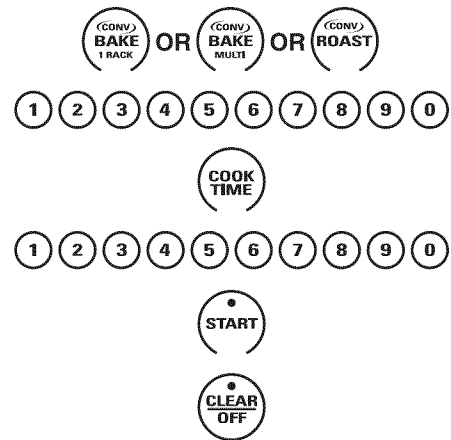 CONV BAKE 1 RACK OR CONV BAKE MULTI OR CONV ROAST
1 2 3 4 5 6 7 8 9 0
COOK
TIME
1 2 3 4 5 6 7 8 9 0
START
CLEAR
OFF